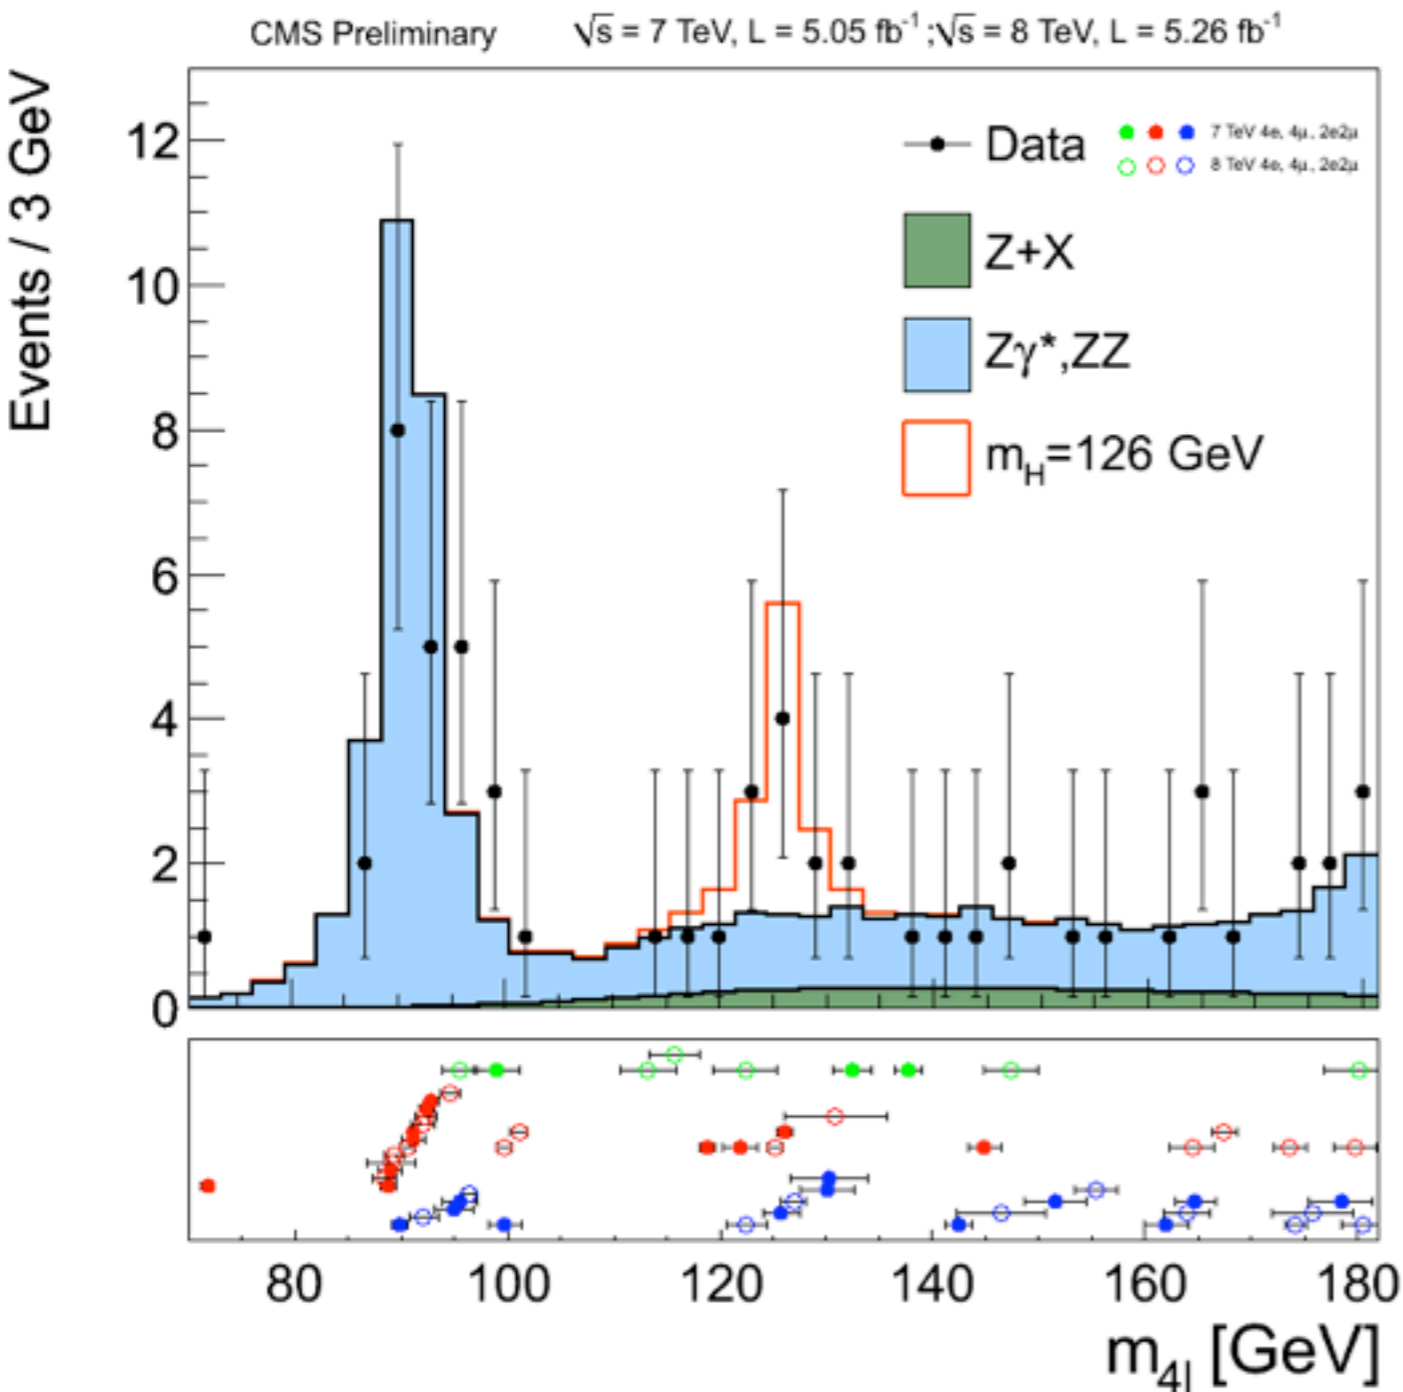 CMS Preliminary √s = 7 TeV, L = 5.05 fb⁻¹ ;√s = 8 TeV, L = 5.26 fb⁻¹
Events / 3 GeV
12
10
8
6
4
2
0
Data
7 TeV 4e, 4μ, 2e2μ
8 TeV 4e, 4μ, 2e2μ
Z+X
Zγ*,ZZ
m_H=126 GeV
80 100 120 140 160 180
m_4l [GeV]